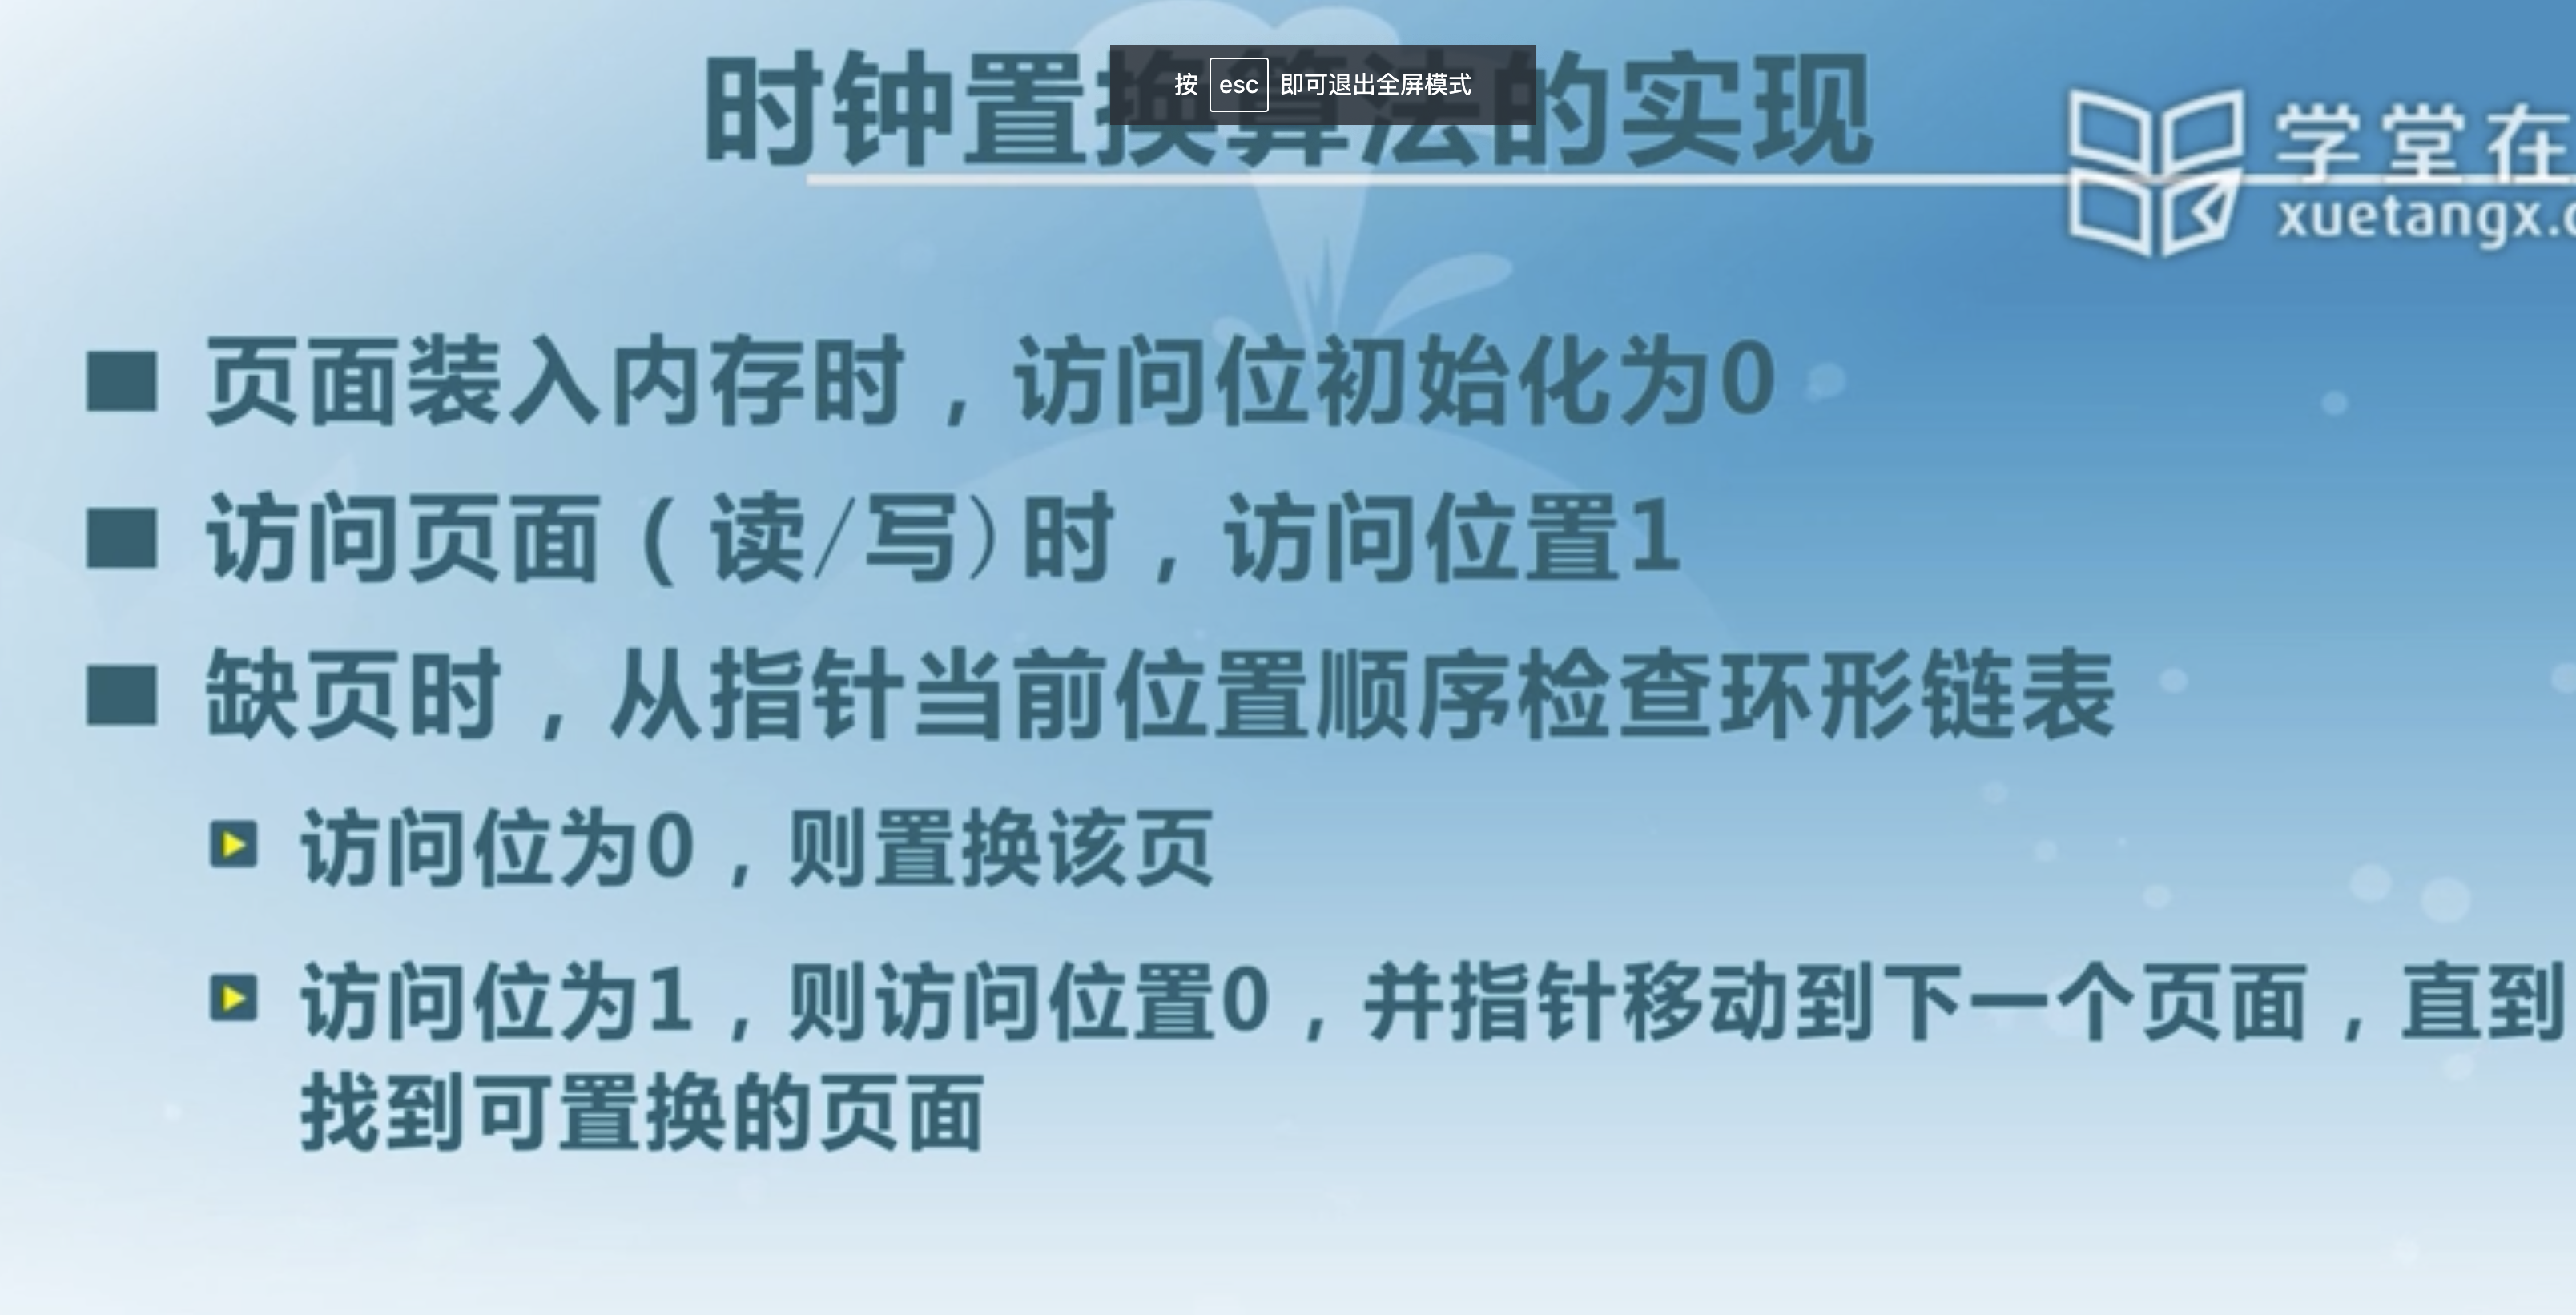 时钟置换算法的实现
按 esc 即可退出全屏模式
学堂在
xuetangx.c
■ 页面装入内存时，访问位初始化为0
■ 访问页面（读/写)时，访问位置1
■ 缺页时，从指针当前位置顺序检查环形链表
访问位为0，则置换该页
访问位为1，则访问位置0，并指针移动到下一个页面，直到
找到可置换的页面